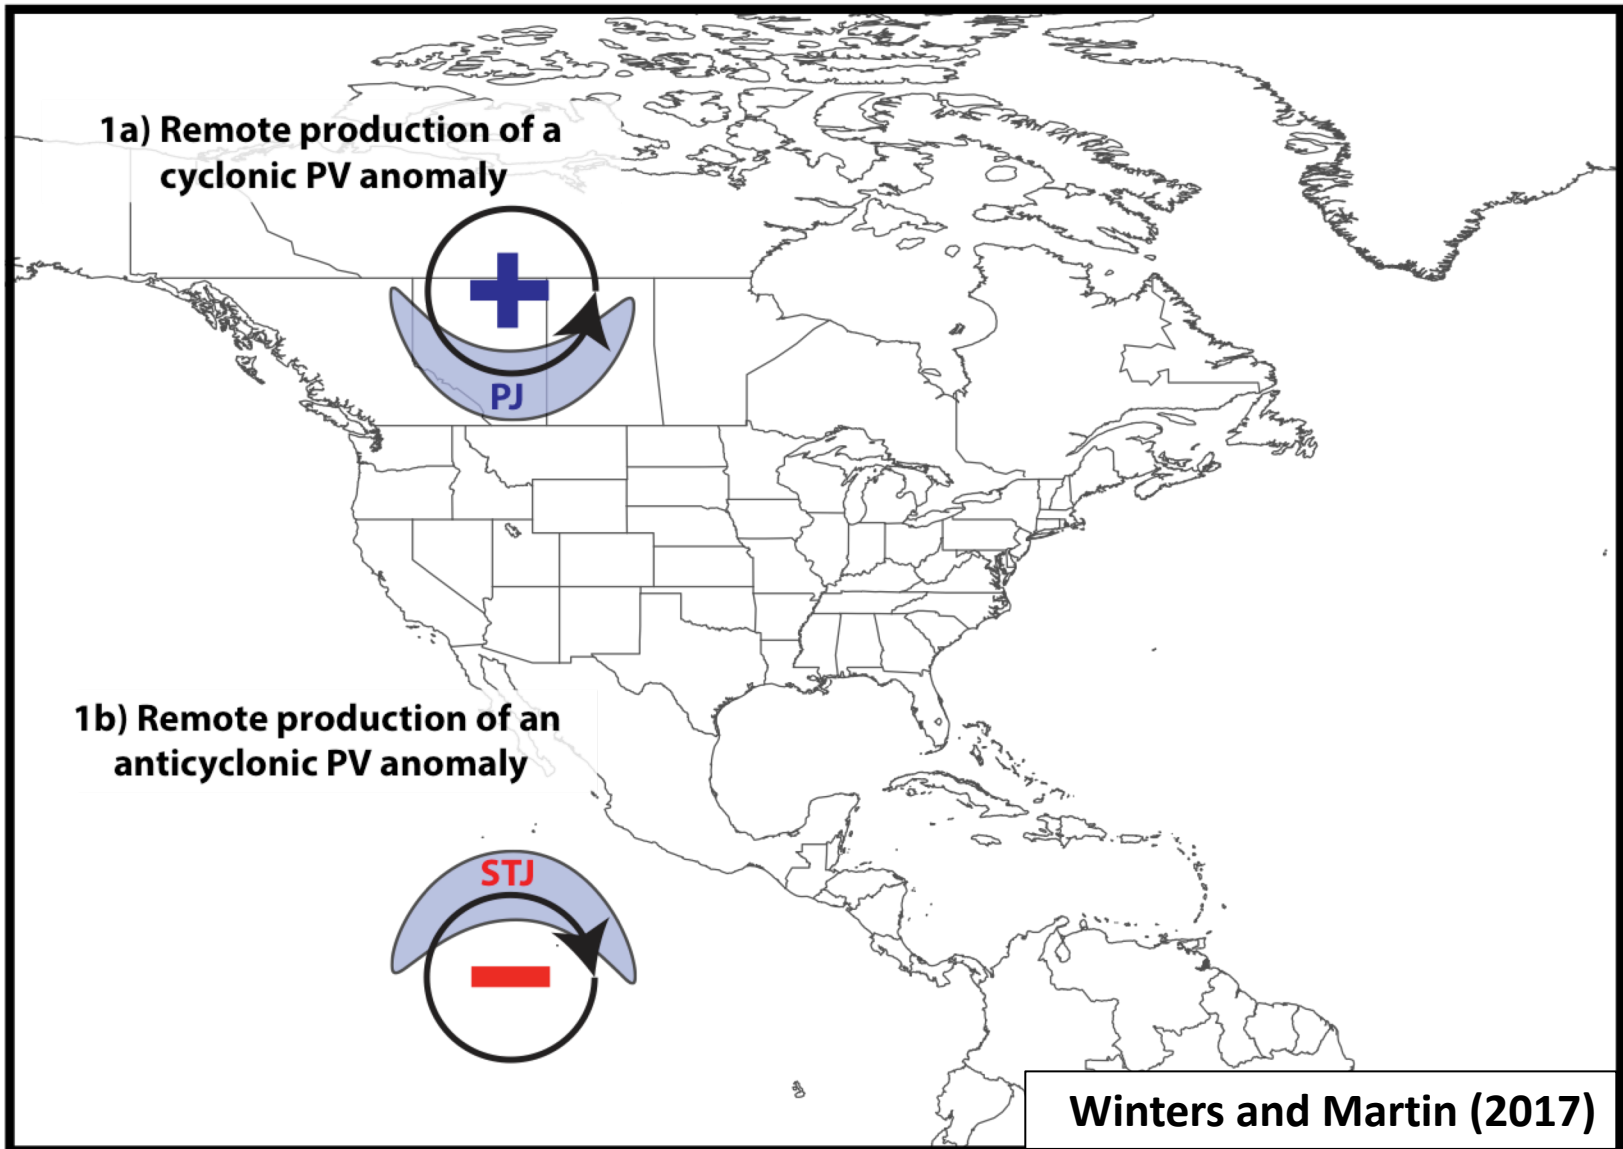 1a) Remote production of a
cyclonic PV anomaly
PJ
1b) Remote production of an
anticyclonic PV anomaly
STJ
Winters and Martin (2017)